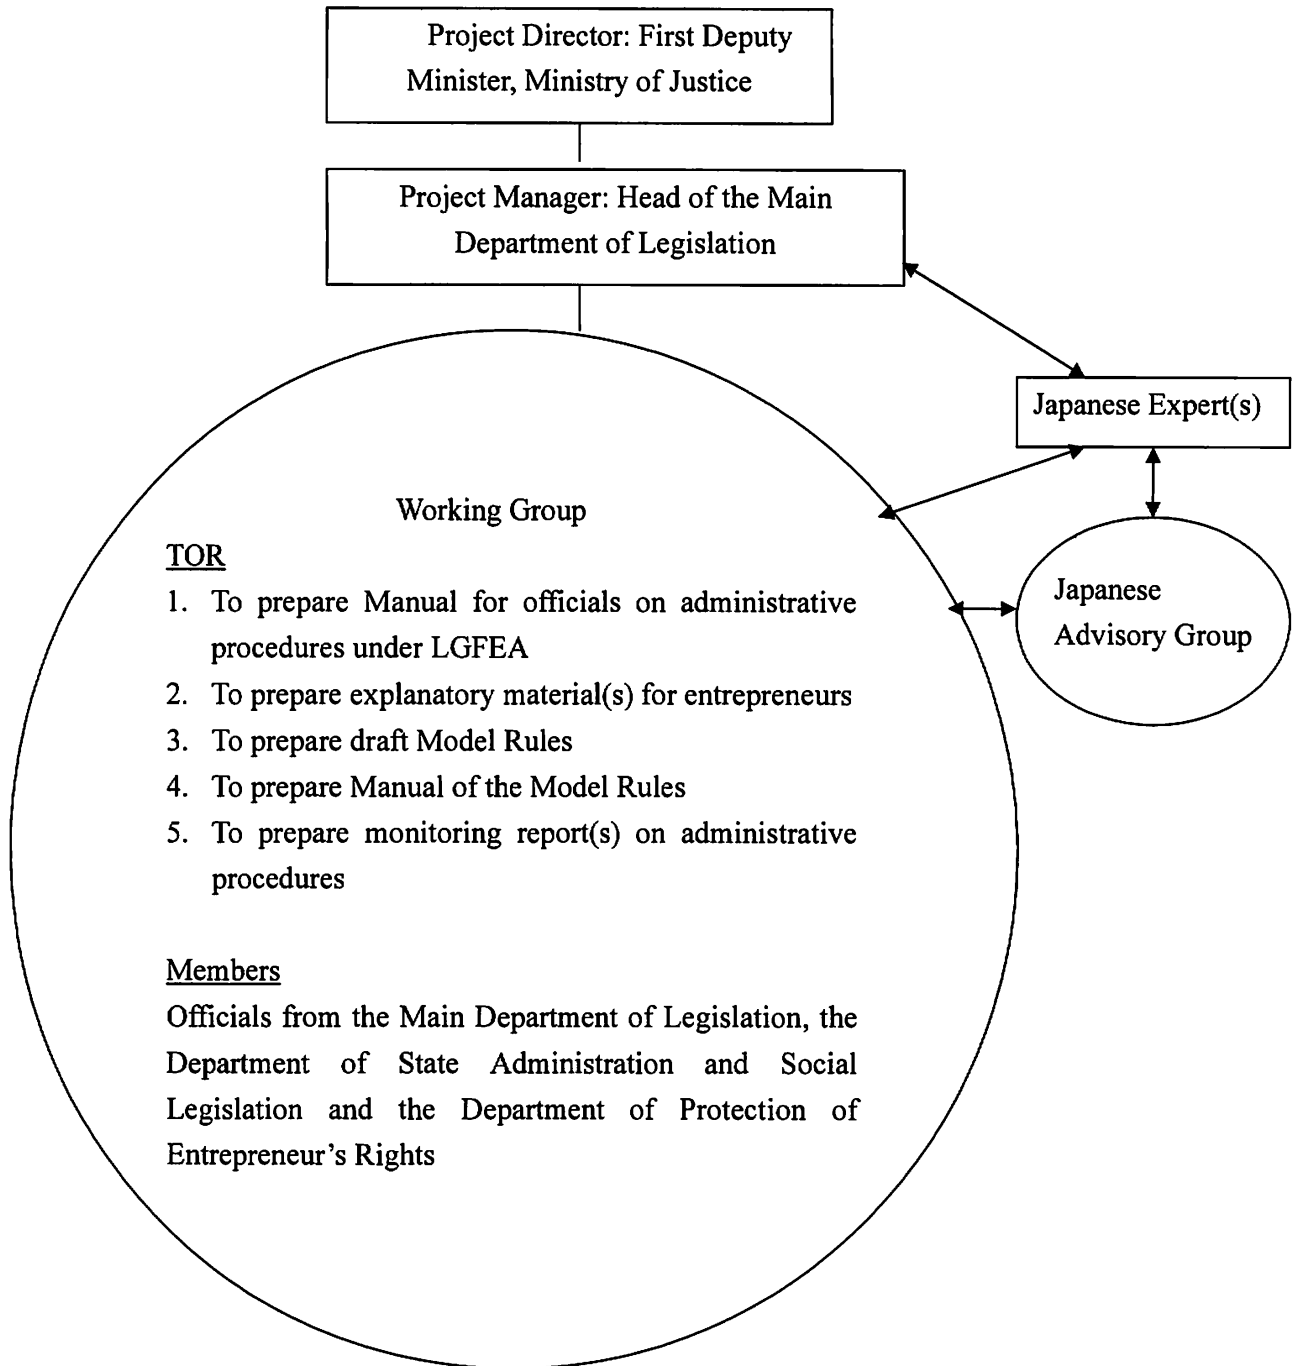 Project Director: First Deputy
Minister, Ministry of Justice
Project Manager: Head of the Main
Department of Legislation
Japanese Expert(s)
Working Group
TOR
1. To prepare Manual for officials on administrative
procedures under LGFEA
2. To prepare explanatory material(s) for entrepreneurs
3. To prepare draft Model Rules
4. To prepare Manual of the Model Rules
5. To prepare monitoring report(s) on administrative
procedures
Japanese
Advisory Group
Members
Officials from the Main Department of Legislation, the
Department of State Administration and Social
Legislation and the Department of Protection of
Entrepreneur’s Rights